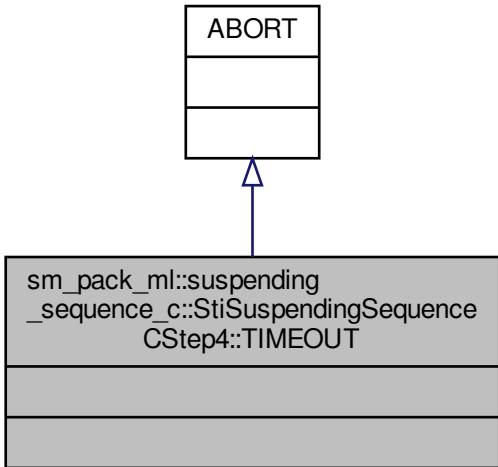 ABORT
sm_pack_ml::suspending
_sequence_c::StiSuspendingSequence
CStep4::TIMEOUT